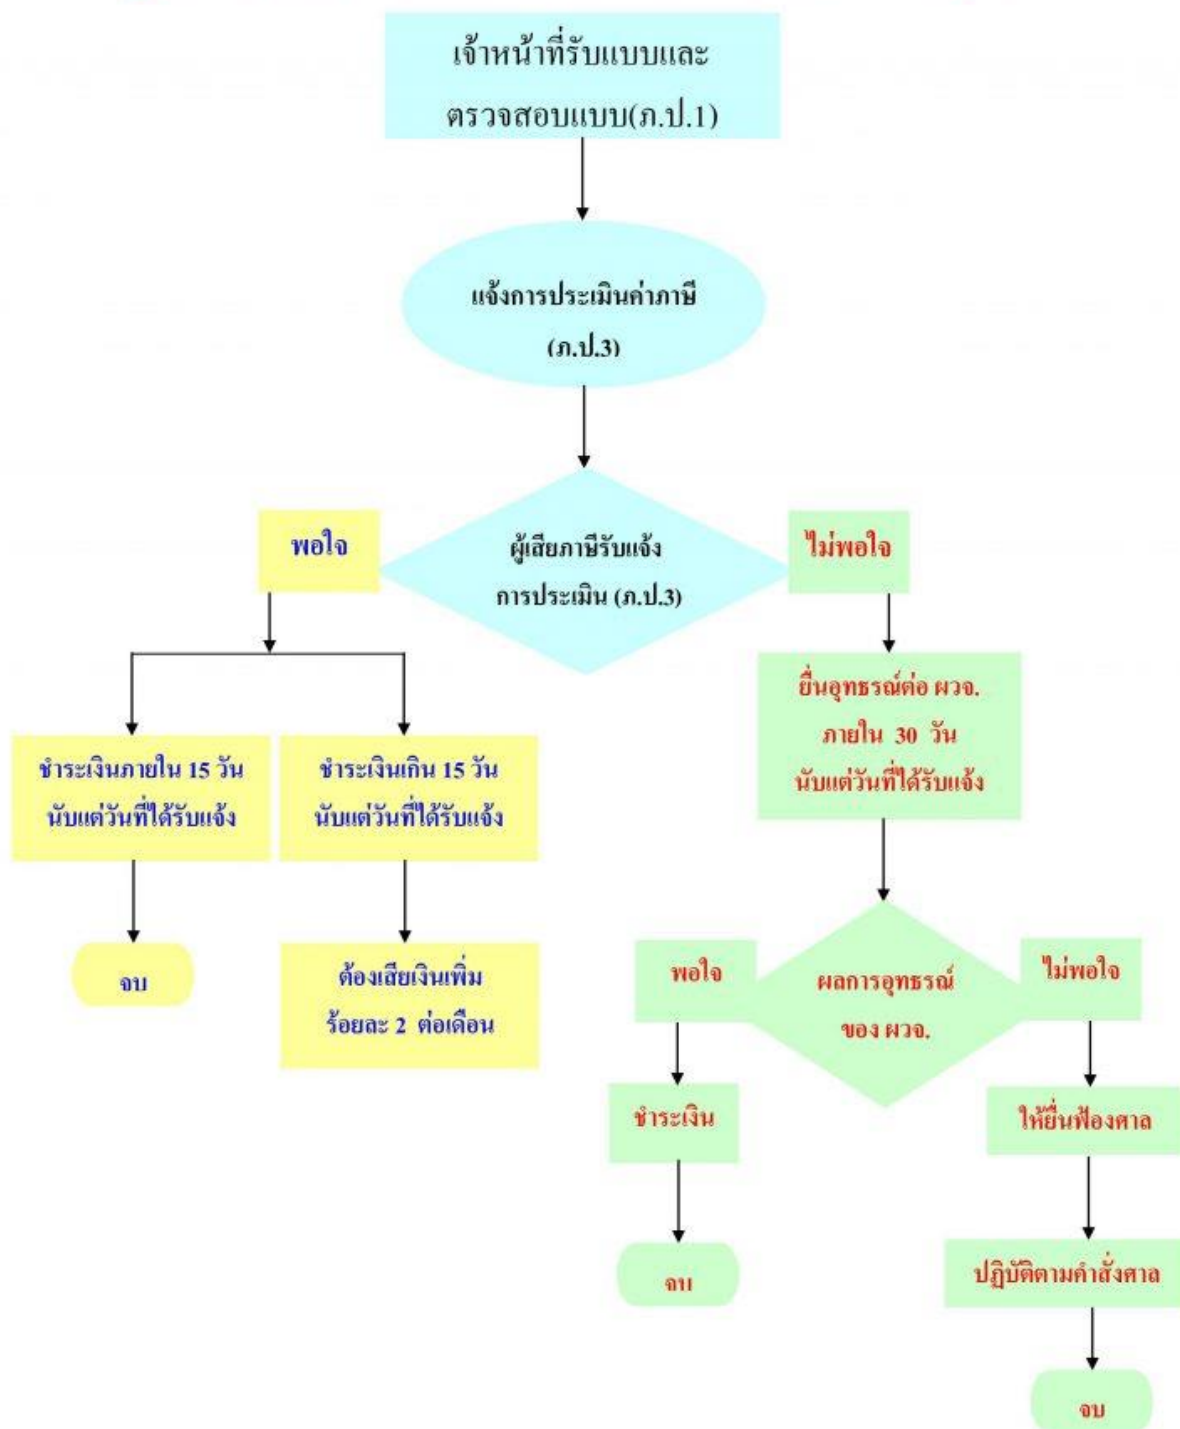 เจ้าหน้าที่รับแบบและ
ตรวจสอบแบบ(ภ.ป.1)
แจ้งการประเมินค่าภาษี
(ภ.ป.3)
ผู้เสียภาษีรับแจ้ง
การประเมิน (ภ.ป.3)
พอใจ
ไม่พอใจ
ชำระเงินภายใน 15 วัน
นับแต่วันที่ได้รับแจ้ง
ชำระเงินเกิน 15 วัน
นับแต่วันที่ได้รับแจ้ง
จบ
ต้องเสียเงินเพิ่ม
ร้อยละ 2 ต่อเดือน
ยื่นอุทธรณ์ต่อ ผวจ.
ภายใน 30 วัน
นับแต่วันที่ได้รับแจ้ง
ผลการอุทธรณ์
ของ ผวจ.
พอใจ
ไม่พอใจ
ชำระเงิน
จบ
ให้ยื่นฟ้องศาล
ปฏิบัติตามคำสั่งศาล
จบ